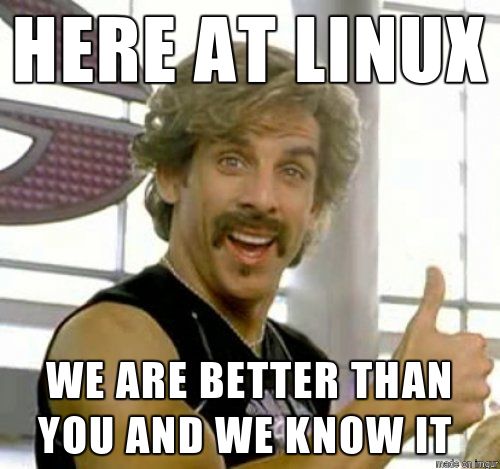 HERE AT LINUX
WE ARE BETTER THAN
YOU AND WE KNOW IT
made on imgur